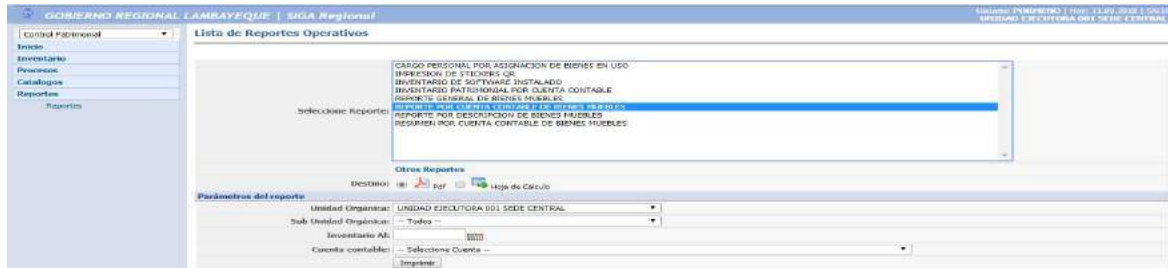 GOBIERNO REGIONAL LAMBAYEQUE | SIGA Regional
UNIDAD EJECUTORA 001 SEDE CENTRAL
Control Patrimonial
Lista de Reportes Operativos
Inicio
Inventario
Procesos
Catalogos
Reportes
Reportes
Seleccione Reporte:
CARGO PERSONAL POR ASIGNACION DE BIENES EN USO
IMPRESION DE STICKERS QR
INVENTARIO DE SOFTWARE INSTALADO
INVENTARIO PATRIMONIAL POR CUENTA CONTABLE
REPORTE GENERAL DE BIENES MUEBLES
REPORTE POR CUENTA CONTABLE DE BIENES MUEBLES
REPORTE POR DESCRIPCION DE BIENES MUEBLES
RESUMEN POR CUENTA CONTABLE DE BIENES MUEBLES
Otros Reportes
Destino: Pdf Hoja de Cálculo
Parámetros del reporte
Unidad Orgánica: UNIDAD EJECUTORA 001 SEDE CENTRAL
Sub Unidad Orgánica: -- Todos --
Inventario Al:
Cuenta contable: -- Seleccione Cuenta --
Imprimir